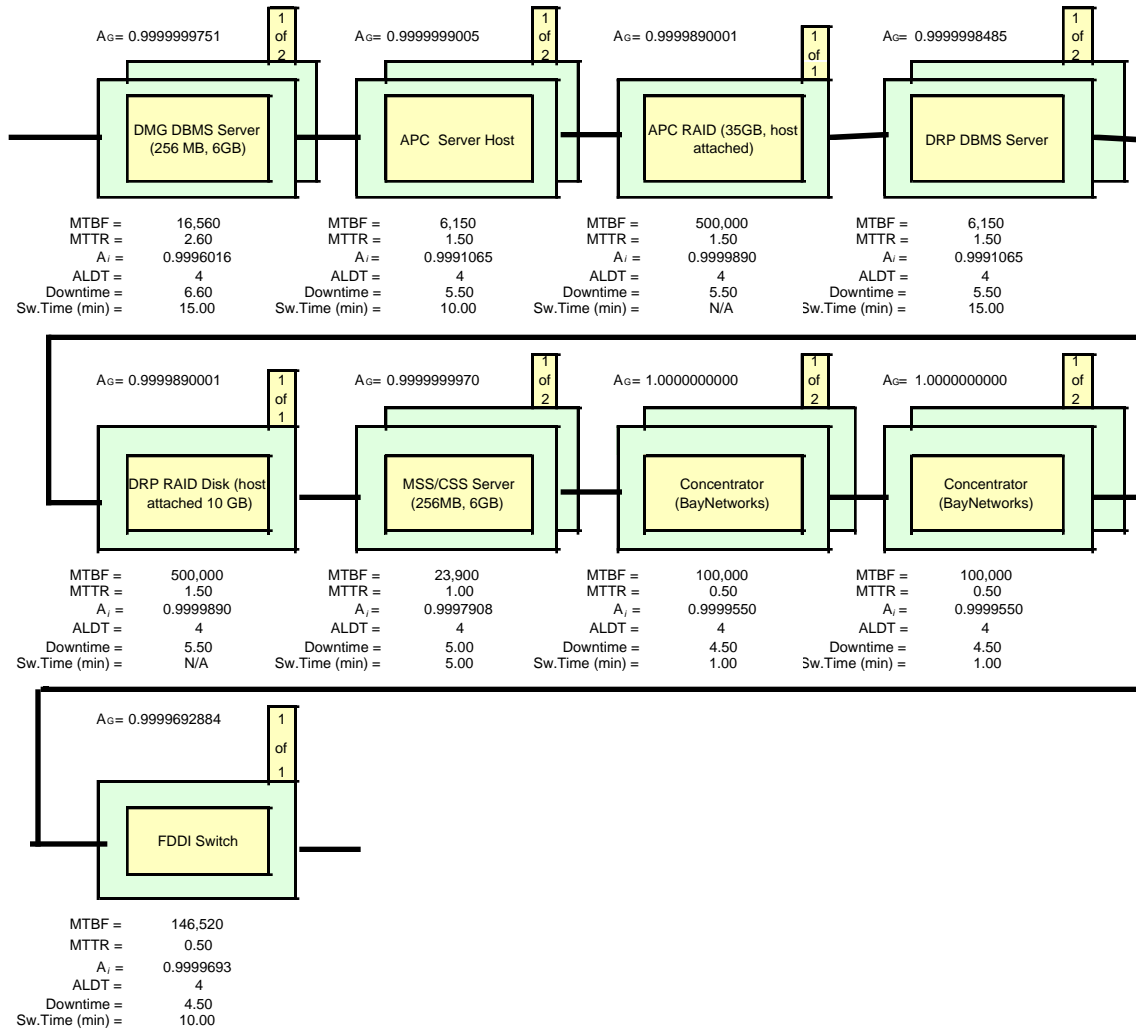 AG= 0.9999999751
1
of
2
AG= 0.9999999005
1
of
2
AG= 0.9999890001
1
of
1
AG= 0.9999998485
1
of
2
DMG DBMS Server
(256 MB, 6GB)
APC Server Host
APC RAID (35GB, host
attached)
DRP DBMS Server
MTBF = 16,560
MTTR = 2.60
Ai = 0.9996016
ALDT = 4
Downtime = 6.60
Sw.Time (min) = 15.00
MTBF = 6,150
MTTR = 1.50
Ai = 0.9991065
ALDT = 4
Downtime = 5.50
Sw.Time (min) = 10.00
MTBF = 500,000
MTTR = 1.50
Ai = 0.9999890
ALDT = 4
Downtime = 5.50
Sw.Time (min) = N/A
MTBF = 6,150
MTTR = 1.50
Ai = 0.9991065
ALDT = 4
Downtime = 5.50
Sw.Time (min) = 15.00
AG= 0.9999890001
1
of
1
AG= 0.9999999970
1
of
2
AG= 1.0000000000
1
of
2
AG= 1.0000000000
1
of
2
DRP RAID Disk (host
attached 10 GB)
MSS/CSS Server
(256MB, 6GB)
Concentrator
(BayNetworks)
Concentrator
(BayNetworks)
MTBF = 500,000
MTTR = 1.50
Ai = 0.9999890
ALDT = 4
Downtime = 5.50
Sw.Time (min) = N/A
MTBF = 23,900
MTTR = 1.00
Ai = 0.9997908
ALDT = 4
Downtime = 5.00
Sw.Time (min) = 5.00
MTBF = 100,000
MTTR = 0.50
Ai = 0.9999550
ALDT = 4
Downtime = 4.50
Sw.Time (min) = 1.00
MTBF = 100,000
MTTR = 0.50
Ai = 0.9999550
ALDT = 4
Downtime = 4.50
Sw.Time (min) = 1.00
AG= 0.9999692884
1
of
1
FDDI Switch
MTBF = 146,520
MTTR = 0.50
Ai = 0.9999693
ALDT = 4
Downtime = 4.50
Sw.Time (min) = 10.00